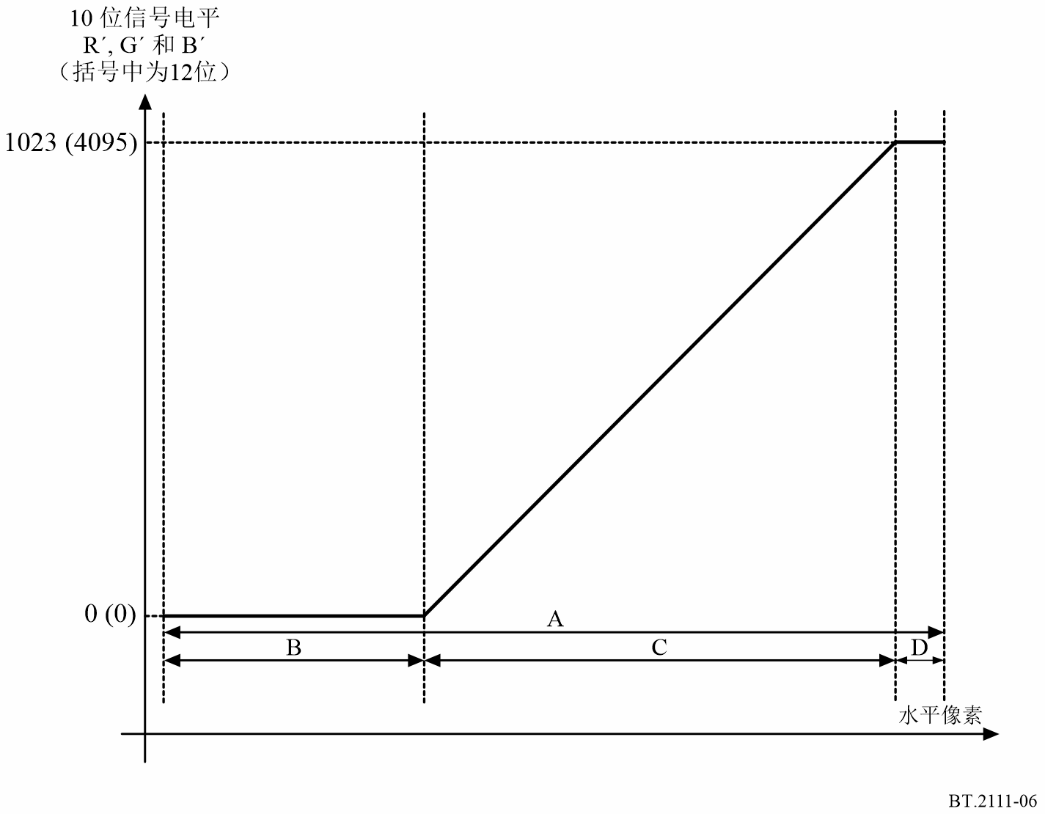 10 位信号电平
R´, G´ 和 B´
（括号中为12位）
1023 (4095)
0 (0)
A
B
C
D
水平像素
BT.2111-06